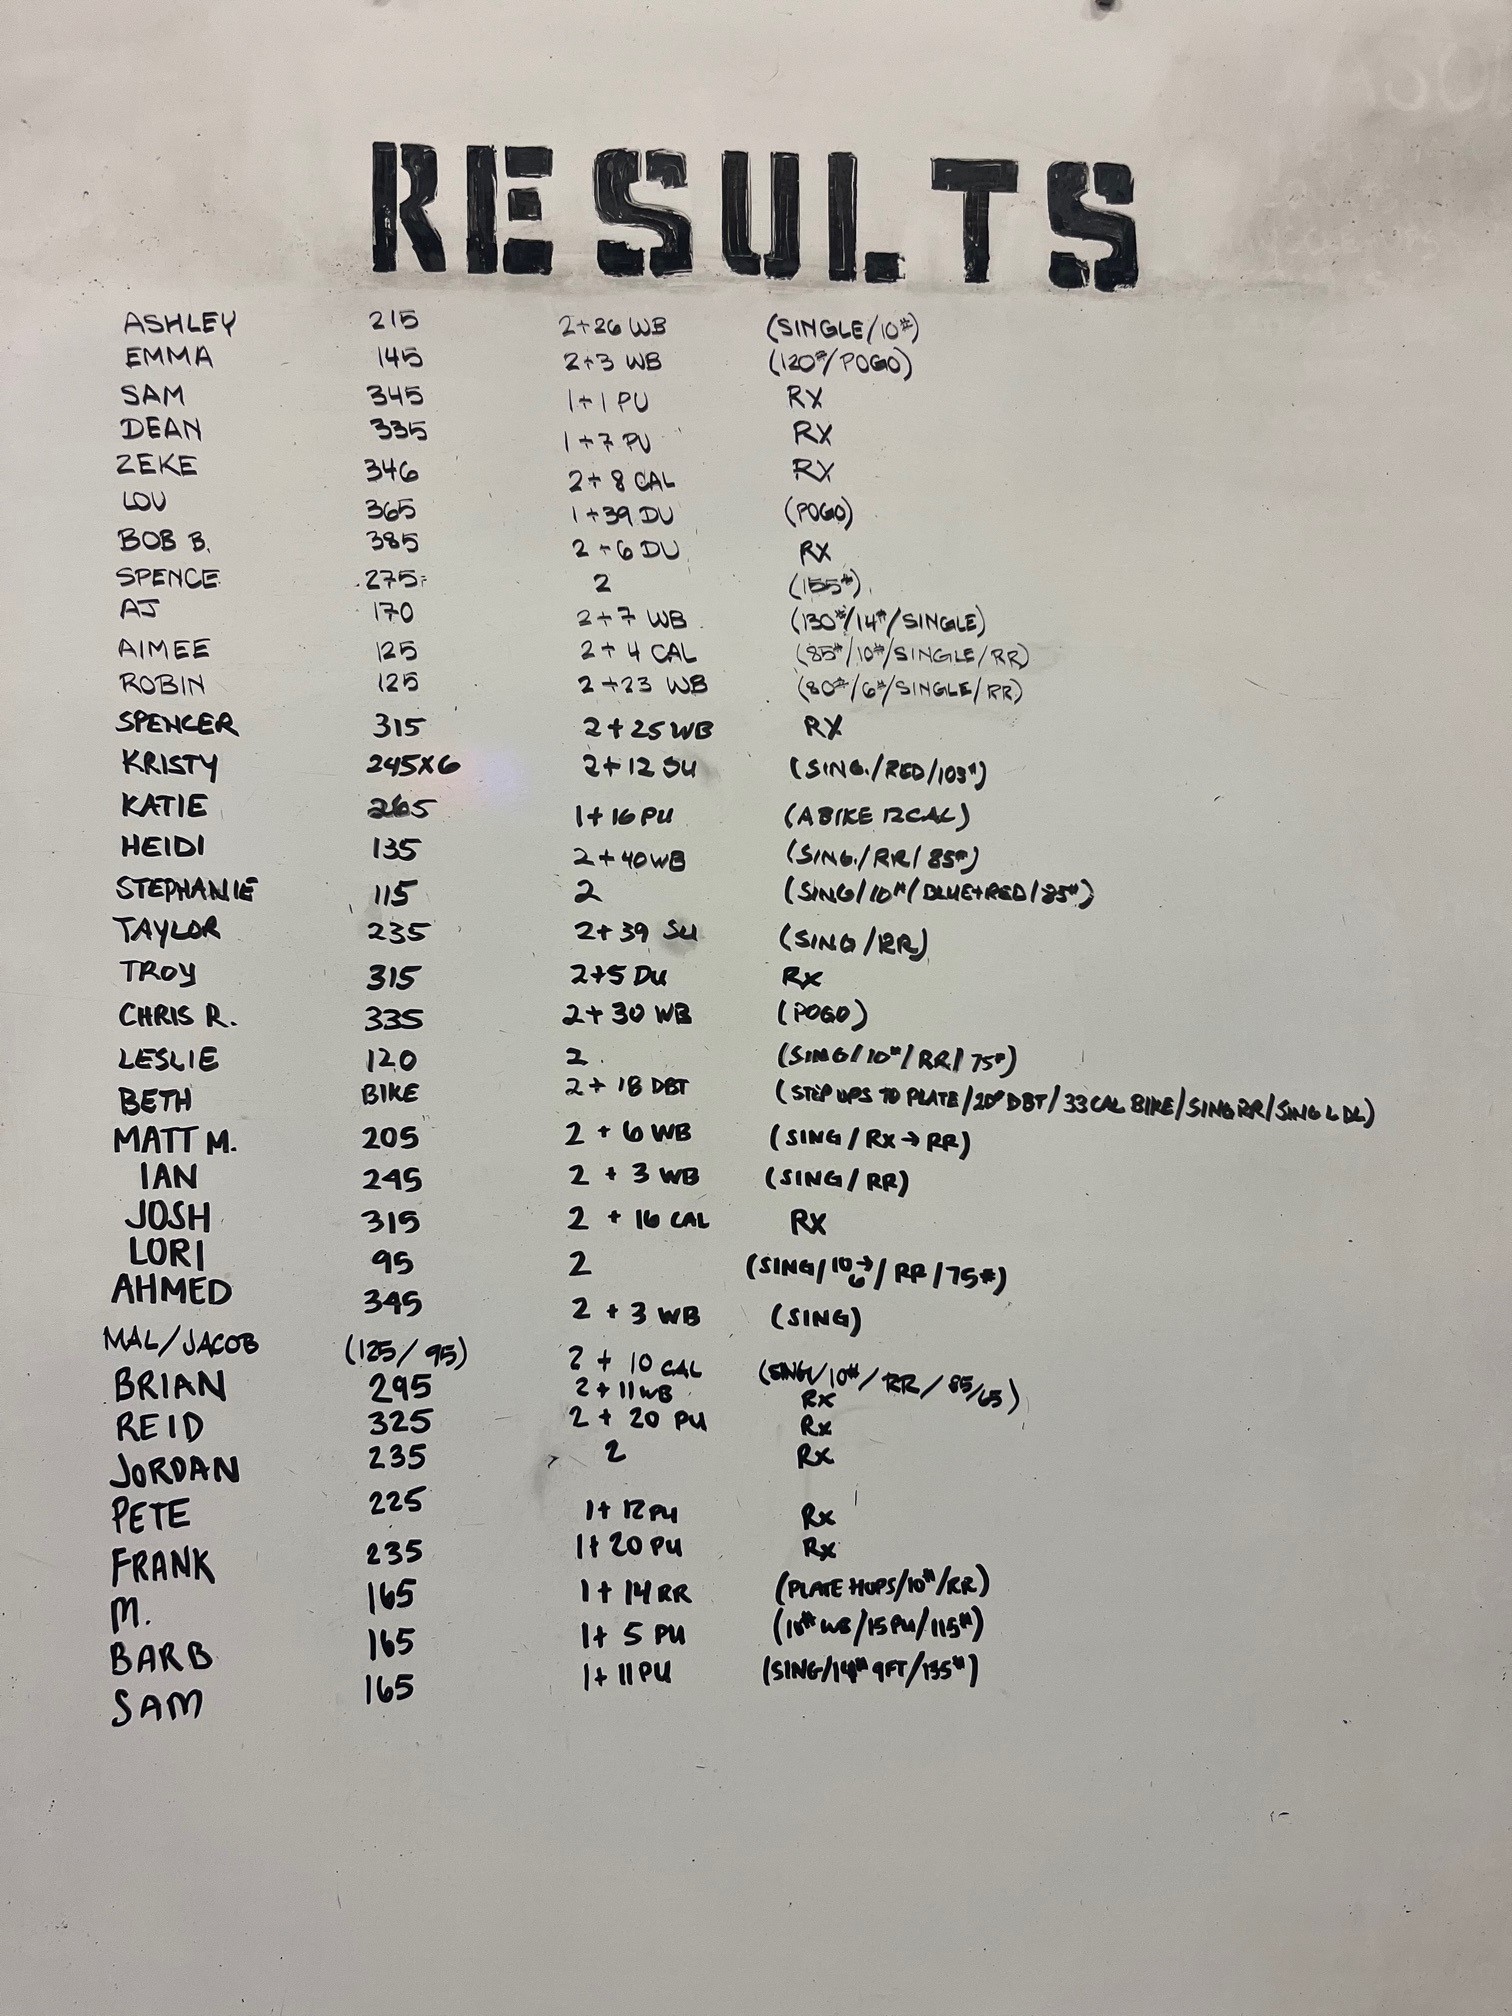 RESULTS
ASHLEY 215 2+26 WB (SINGLE/10#)
EMMA 145 2+3 WB (120#/POGO)
SAM 345 1+1 PU RX
DEAN 335 1+7 PU RX
ZEKE 346 2+8 CAL RX
LOU 365 1+39 DU (POGO)
BOB B. 385 2+6 DU RX
SPENCE 275 2 (155#)
AJ 170 2+7 WB (130#/14#/SINGLE)
AIMEE 125 2+4 CAL (85#/10#/SINGLE/RR)
ROBIN 125 2+23 WB (80#/6#/SINGLE/RR)
SPENCER 315 2+25 WB RX
KRISTY 245X6 2+12 SU (SING./RED/103#)
KATIE 265 1+16 PU (A BIKE 12CAL)
HEIDI 135 2+40 WB (SING./RR/85#)
STEPHANIE 115 2 (SING/10#/BLUE+RED/85#)
TAYLOR 235 2+39 SU (SING/RR)
TROY 315 2+5 DU Rx
CHRIS R. 335 2+30 WB (POGO)
LESLIE 120 2 (SING/10#/RR/75#)
BETH BIKE 2+18 DBT (STEP UPS TO PLATE/20# DBT/33 CAL BIKE/SING RR/SING L DL)
MATT M. 205 2+6 WB (SING/RX→RR)
IAN 245 2+3 WB (SING/RR)
JOSH 315 2+16 CAL RX
LORI 95 2 (SING/10→6/RR/75#)
AHMED 345 2+3 WB (SING)
MAL/JACOB (125/95) 2+10 CAL (SING/10#/RR/85/65)
BRIAN 295 2+11 WB Rx
REID 325 2+20 PU Rx
JORDAN 235 2 Rx
PETE 225 1+12 PU Rx
FRANK 235 1+20 PU Rx
M. 165 1+14 RR (PLATE HOPS/10#/RR)
BARB 165 1+5 PU (10# WB/15 PU/115#)
SAM 165 1+11 PU (SING/14# 9FT/135#)